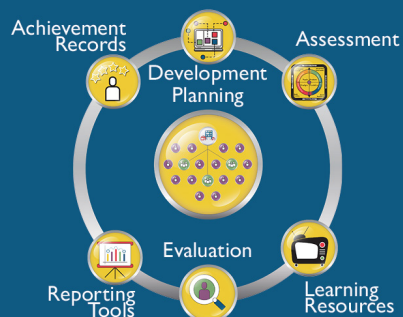 Achievement
Records
Development
Planning
Assessment
Evaluation
Reporting
Tools
Learning
Resources